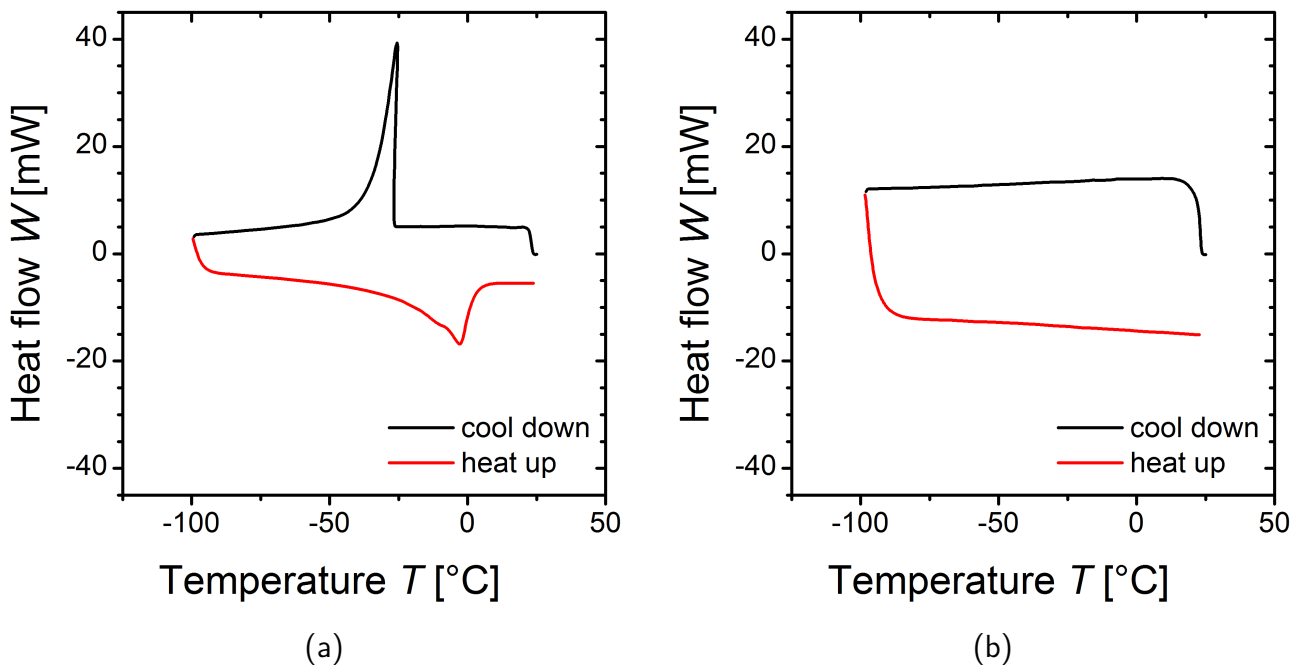 40
20
0
-20
-40
-100
-50
0
50
Heat flow W [mW]
Temperature T [°C]
cool down
heat up
(a)
40
20
0
-20
-40
-100
-50
0
50
Heat flow W [mW]
Temperature T [°C]
cool down
heat up
(b)